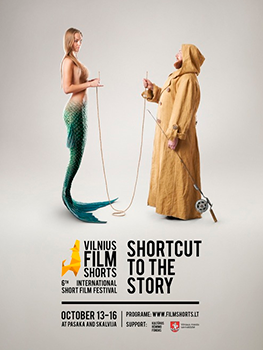 VILNIUS
FILM
SHORTS
6TH INTERNATIONAL
SHORT FILM FESTIVAL
SHORTCUT
TO THE
STORY
OCTOBER 13-16
AT PASAKA AND SKALVIJA
PROGRAME: WWW.FILMSHORTS.LT
SUPPORT: